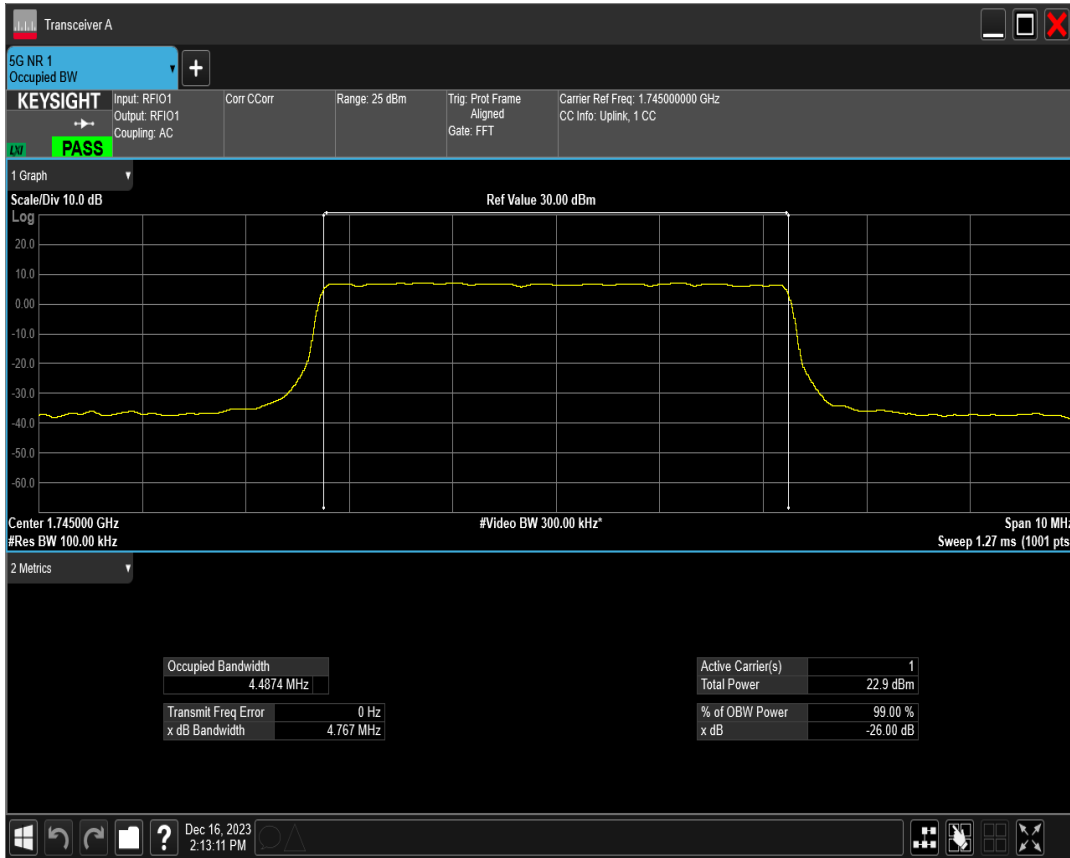 Transceiver A
5G NR 1
Occupied BW
KEYSIGHT
LXI
PASS
Input: RFIO1
Output: RFIO1
Coupling: AC
Corr CCorr
Range: 25 dBm
Trig: Prot Frame
Aligned
Gate: FFT
Carrier Ref Freq: 1.745000000 GHz
CC Info: Uplink, 1 CC
1 Graph
Scale/Div 10.0 dB
Ref Value 30.00 dBm
Log
20.0
10.0
0.00
-10.0
-20.0
-30.0
-40.0
-50.0
-60.0
Center 1.745000 GHz
#Video BW 300.00 kHz*
Span 10 MHz
#Res BW 100.00 kHz
Sweep 1.27 ms (1001 pts
2 Metrics
Occupied Bandwidth
4.4874 MHz
Transmit Freq Error 0 Hz
x dB Bandwidth 4.767 MHz
Active Carrier(s) 1
Total Power 22.9 dBm
% of OBW Power 99.00 %
x dB -26.00 dB
?
Dec 16, 2023
2:13:11 PM